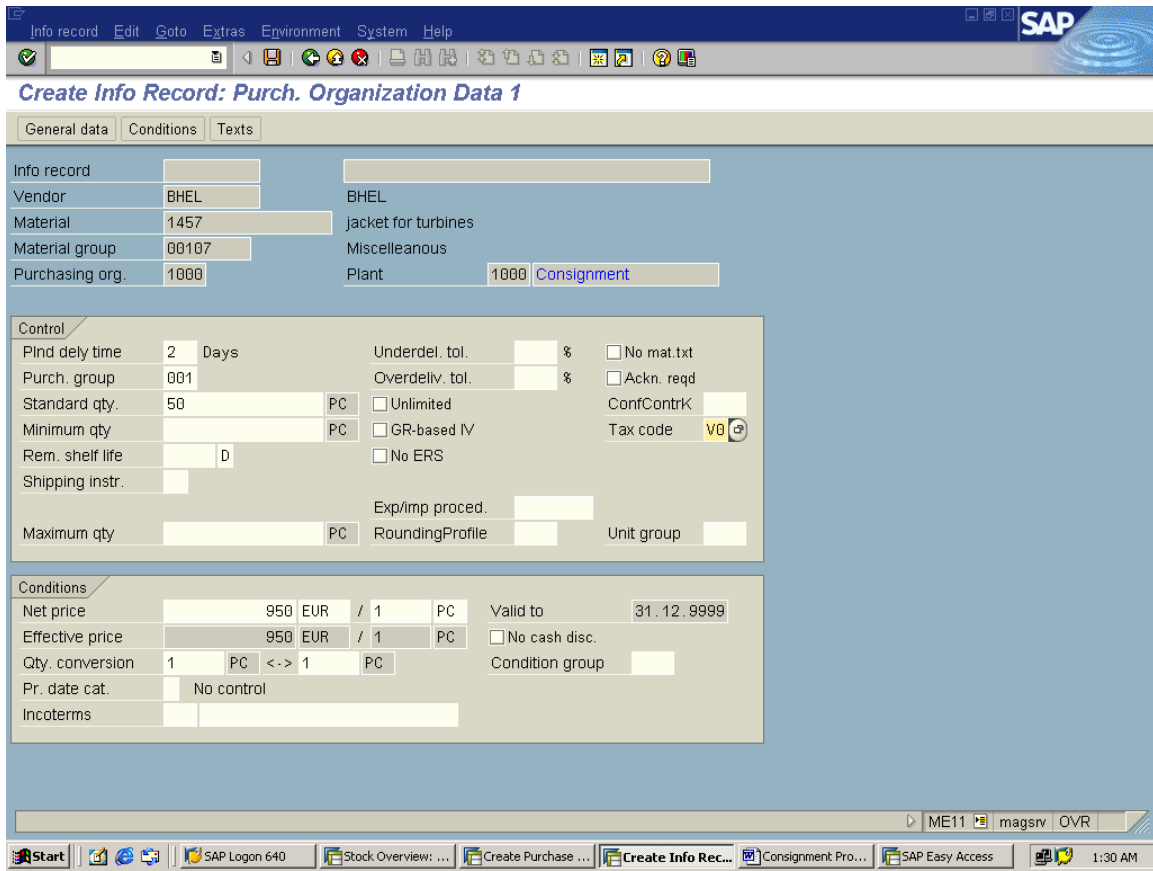 Info record Edit Goto Extras Environment System Help
SAP
Create Info Record: Purch. Organization Data 1
General data Conditions Texts
Info record
Vendor BHEL BHEL
Material 1457 jacket for turbines
Material group 00107 Miscelleanous
Purchasing org. 1000 Plant 1000 Consignment
Control
Plnd dely time 2 Days Underdel. tol. % No mat.txt
Purch. group 001 Overdeliv. tol. % Ackn. reqd
Standard qty. 50 PC Unlimited ConfContrK
Minimum qty PC GR-based IV Tax code V0
Rem. shelf life D No ERS
Shipping instr.
Exp/imp proced.
Maximum qty PC RoundingProfile Unit group
Conditions
Net price 950 EUR / 1 PC Valid to 31.12.9999
Effective price 950 EUR / 1 PC No cash disc.
Qty. conversion 1 PC <-> 1 PC Condition group
Pr. date cat. No control
Incoterms
ME11 magsrv OVR
Start SAP Logon 640 Stock Overview: ... Create Purchase ... Create Info Rec... Consignment Pro... SAP Easy Access 1:30 AM